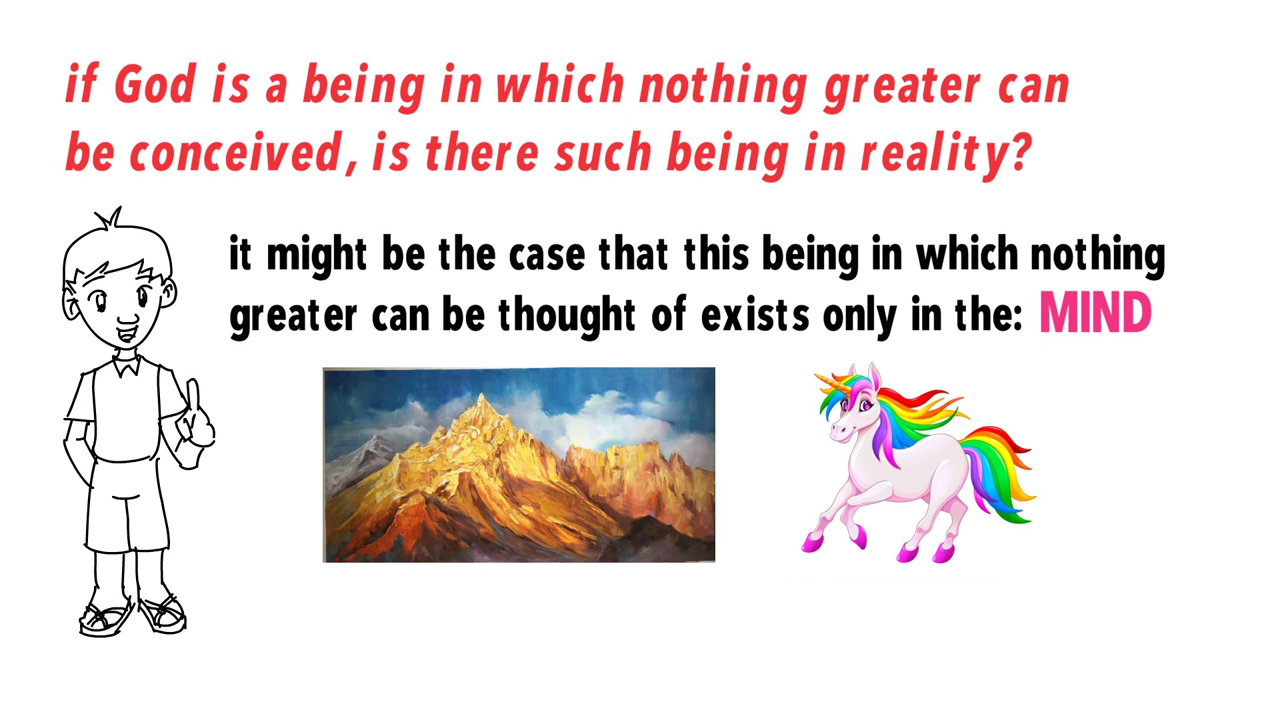 if God is a being in which nothing greater can
be conceived, is there such being in reality?
it might be the case that this being in which nothing
greater can be thought of exists only in the: MIND